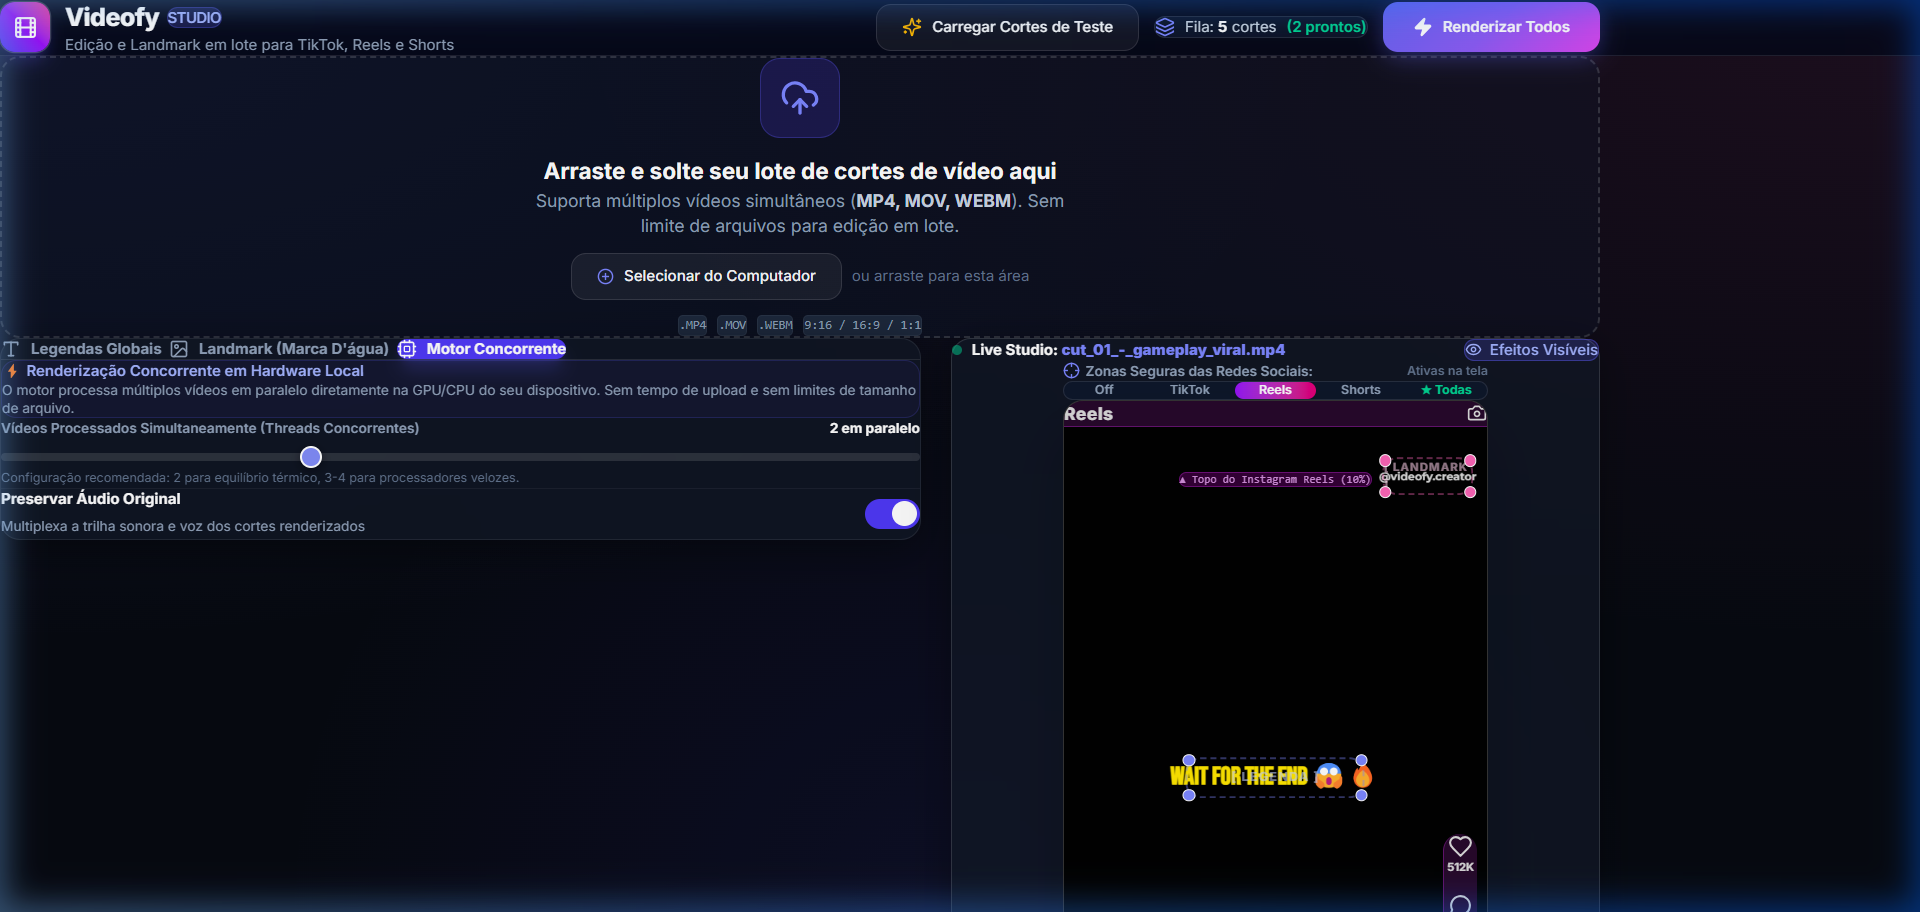 Videofy STUDIO
Edição e Landmark em lote para TikTok, Reels e Shorts
Carregar Cortes de Teste
Fila: 5 cortes (2 prontos)
Renderizar Todos
Arraste e solte seu lote de cortes de vídeo aqui
Suporta múltiplos vídeos simultâneos (MP4, MOV, WEBM). Sem
limite de arquivos para edição em lote.
Selecionar do Computador
ou arraste para esta área
.MP4 .MOV .WEBM 9:16 / 16:9 / 1:1
Legendas Globais Landmark (Marca D'água) Motor Concorrente
Renderização Concorrente em Hardware Local
O motor processa múltiplos vídeos em paralelo diretamente na GPU/CPU do seu dispositivo. Sem tempo de upload e sem limites de tamanho
de arquivo.
Vídeos Processados Simultaneamente (Threads Concorrentes) 2 em paralelo
Configuração recomendada: 2 para equilíbrio térmico, 3-4 para processadores velozes.
Preservar Áudio Original
Multiplexa a trilha sonora e voz dos cortes renderizados
Live Studio: cut_01_-_gameplay_viral.mp4
Efeitos Visíveis
Zonas Seguras das Redes Sociais: Ativas na tela
Off TikTok Reels Shorts ★ Todas
Reels
LANDMARK
@videofy.creator
▲ Topo do Instagram Reels (10%)
WAIT FOR THE END 😱 🔥
512K